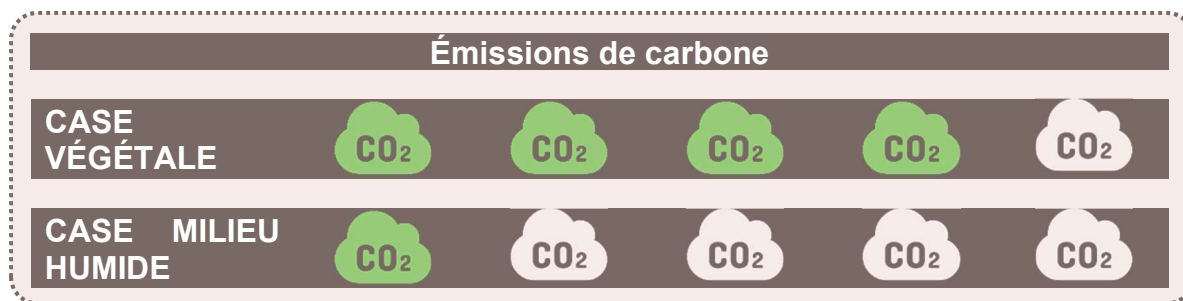 Émissions de carbone
CASE
VÉGÉTALE
CO2 CO2 CO2 CO2 CO2
CASE MILIEU
HUMIDE
CO2 CO2 CO2 CO2 CO2